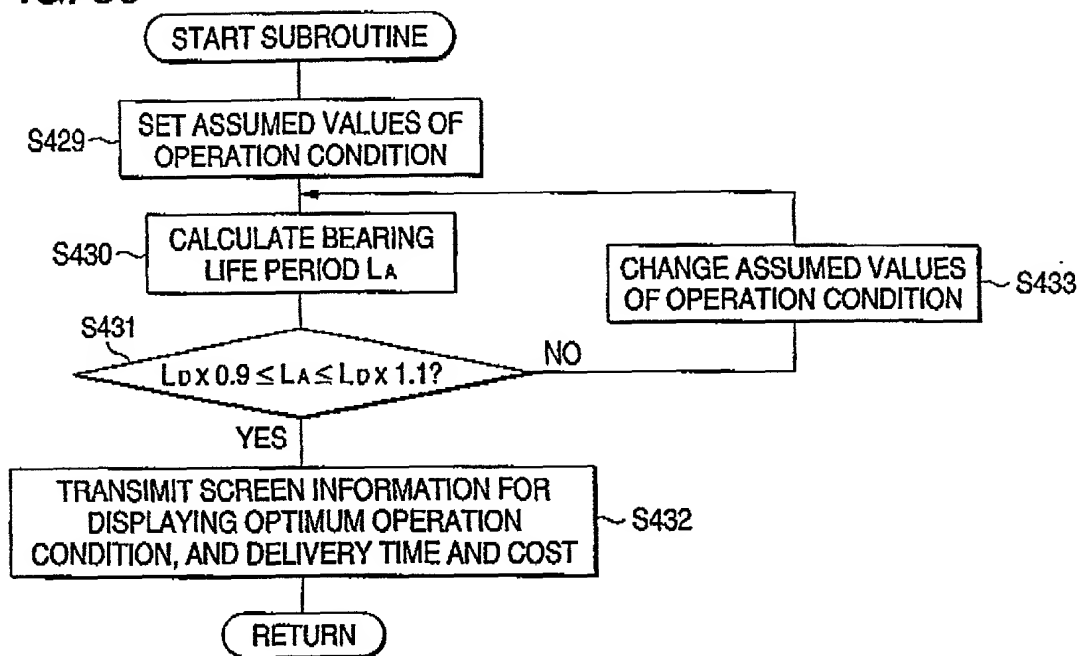 START SUBROUTINE
S429
SET ASSUMED VALUES OF
OPERATION CONDITION
S430
CALCULATE BEARING
LIFE PERIOD LA
CHANGE ASSUMED VALUES
OF OPERATION CONDITION
S433
S431
LD X 0.9 ≤ LA ≤ LD X 1.1?
NO
YES
TRANSIMIT SCREEN INFORMATION FOR
DISPLAYING OPTIMUM OPERATION
CONDITION, AND DELIVERY TIME AND COST
S432
RETURN